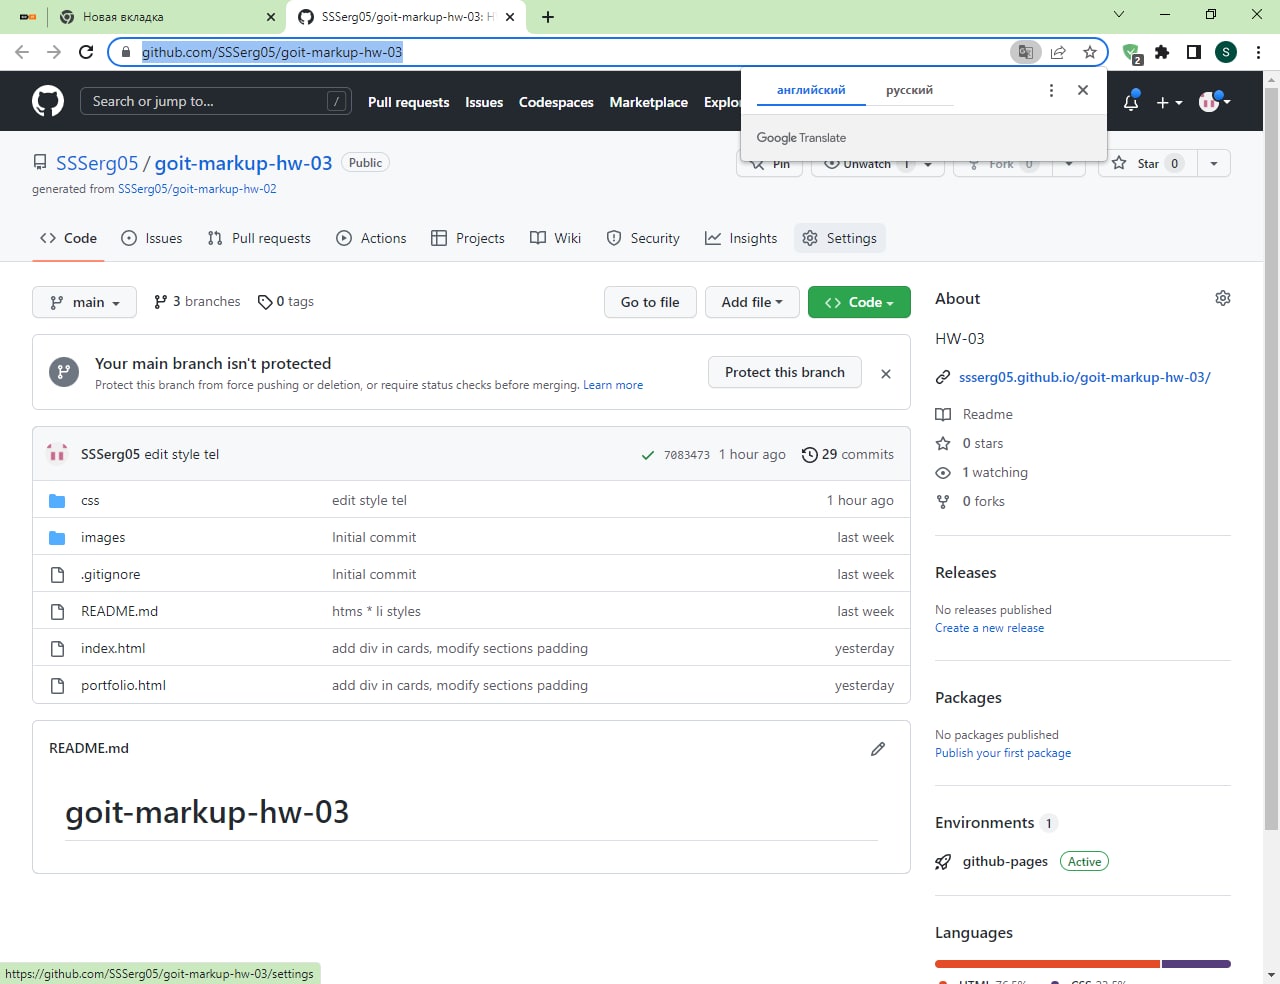 Новая вкладка
SSSerg05/goit-markup-hw-03: H
github.com/SSSerg05/goit-markup-hw-03
2
S
английский
русский
Google Translate
Search or jump to...
/
Pull requests
Issues
Codespaces
Marketplace
Explo
SSSerg05 / goit-markup-hw-03
Public
Pin
Unwatch
1
Fork
0
Star
0
generated from SSSerg05/goit-markup-hw-02
Code
Issues
Pull requests
Actions
Projects
Wiki
Security
Insights
Settings
main
3 branches
0 tags
Go to file
Add file
Code
Your main branch isn't protected
Protect this branch from force pushing or deletion, or require status checks before merging. Learn more
Protect this branch
SSSerg05 edit style tel
7083473 1 hour ago
29 commits
css
edit style tel
1 hour ago
images
Initial commit
last week
.gitignore
Initial commit
last week
README.md
htms * li styles
last week
index.html
add div in cards, modify sections padding
yesterday
portfolio.html
add div in cards, modify sections padding
yesterday
README.md
goit-markup-hw-03
About
HW-03
ssserg05.github.io/goit-markup-hw-03/
Readme
0 stars
1 watching
0 forks
Releases
No releases published
Create a new release
Packages
No packages published
Publish your first package
Environments 1
github-pages
Active
Languages
HTML 76.5%
CSS 23.5%
https://github.com/SSSerg05/goit-markup-hw-03/settings